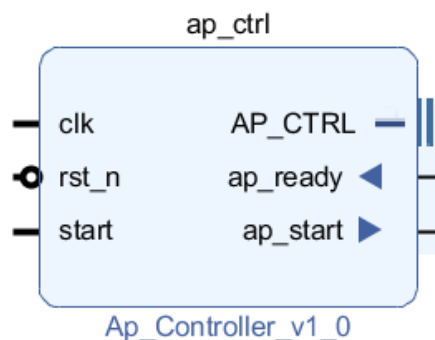 ap_ctrl
clk AP_CTRL
rst_n ap_ready
start ap_start
Ap_Controller_v1_0